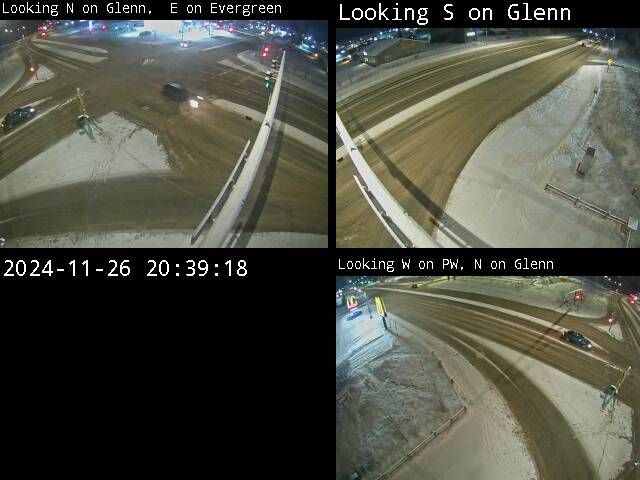 Looking N on Glenn,  E on Evergreen
Looking S on Glenn
2024-11-26 20:39:18
Looking W on PW, N on Glenn